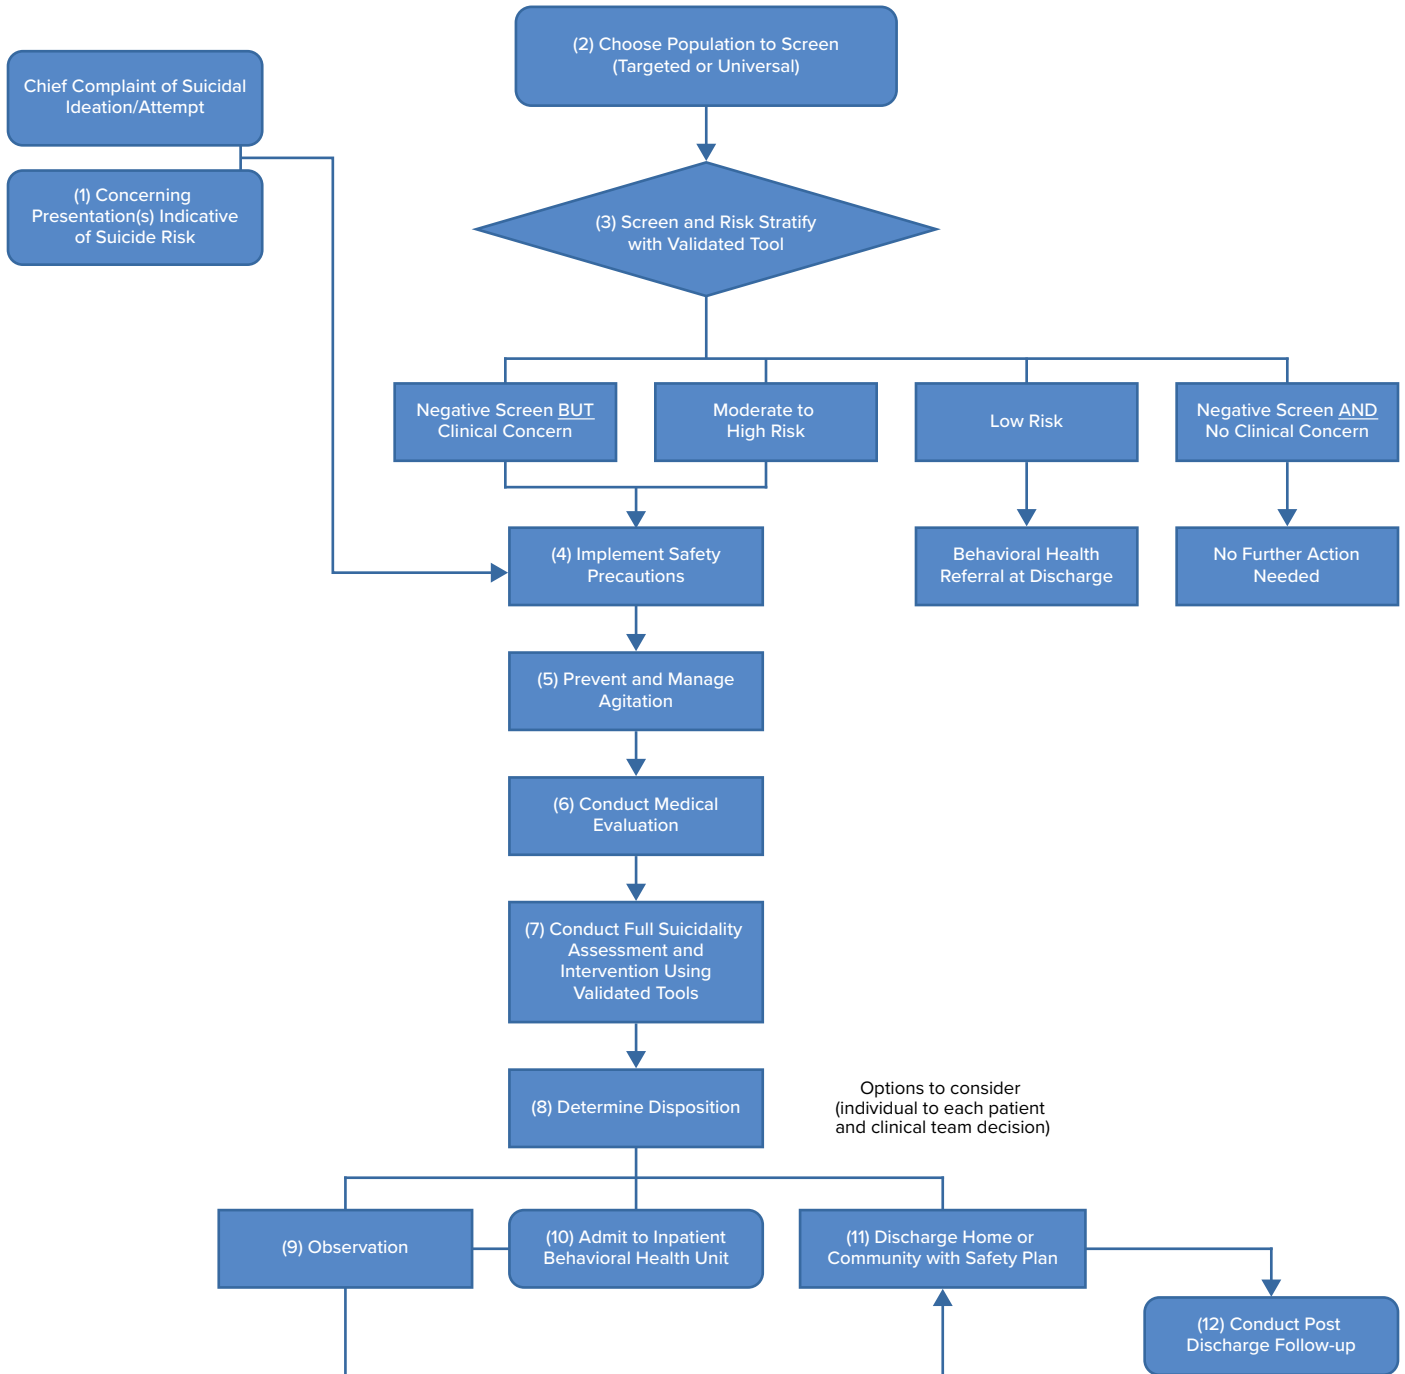 (2) Choose Population to Screen
(Targeted or Universal)
Chief Complaint of Suicidal
Ideation/Attempt
(1) Concerning
Presentation(s) Indicative
of Suicide Risk
(3) Screen and Risk Stratify
with Validated Tool
Negative Screen BUT
Clinical Concern
Moderate to
High Risk
Low Risk
Negative Screen AND
No Clinical Concern
(4) Implement Safety
Precautions
Behavioral Health
Referral at Discharge
No Further Action
Needed
(5) Prevent and Manage
Agitation
(6) Conduct Medical
Evaluation
(7) Conduct Full Suicidality
Assessment and
Intervention Using
Validated Tools
(8) Determine Disposition
Options to consider
(individual to each patient
and clinical team decision)
(9) Observation
(10) Admit to Inpatient
Behavioral Health Unit
(11) Discharge Home or
Community with Safety Plan
(12) Conduct Post
Discharge Follow-up